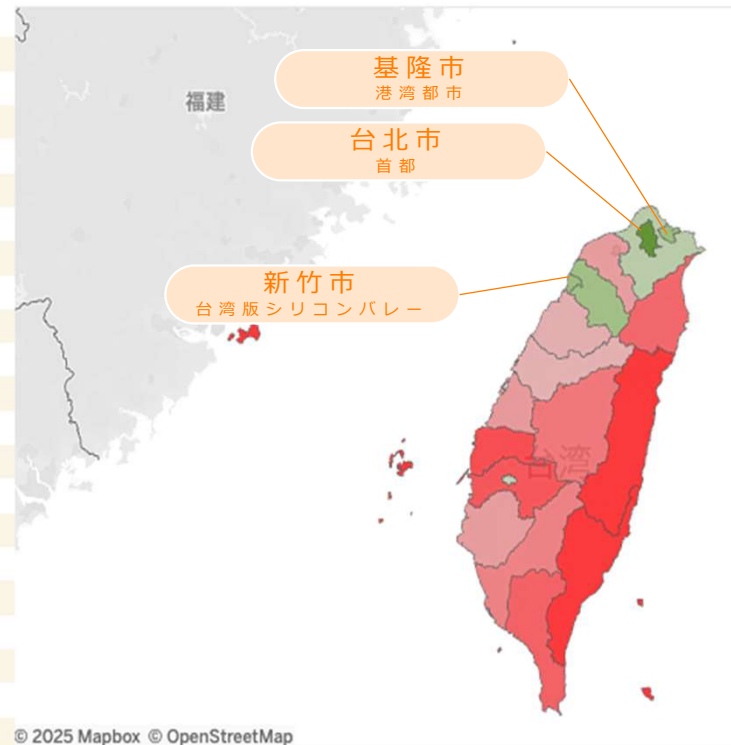 基隆市
港湾都市
福建
台北市
首都
新竹市
台湾版シリコンバレー
台湾
© 2025 Mapbox © OpenStreetMap